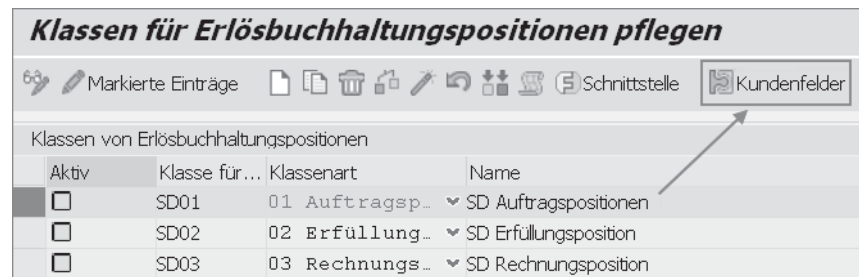 Klassen für Erlösbuchhaltungspositionen pflegen
Markierte Einträge Schnittstelle Kundenfelder
Klassen von Erlösbuchhaltungspositionen
Aktiv Klasse für... Klassenart Name
SD01 01 Auftragsp… SD Auftragspositionen
SD02 02 Erfüllung… SD Erfüllungsposition
SD03 03 Rechnungs… SD Rechnungsposition